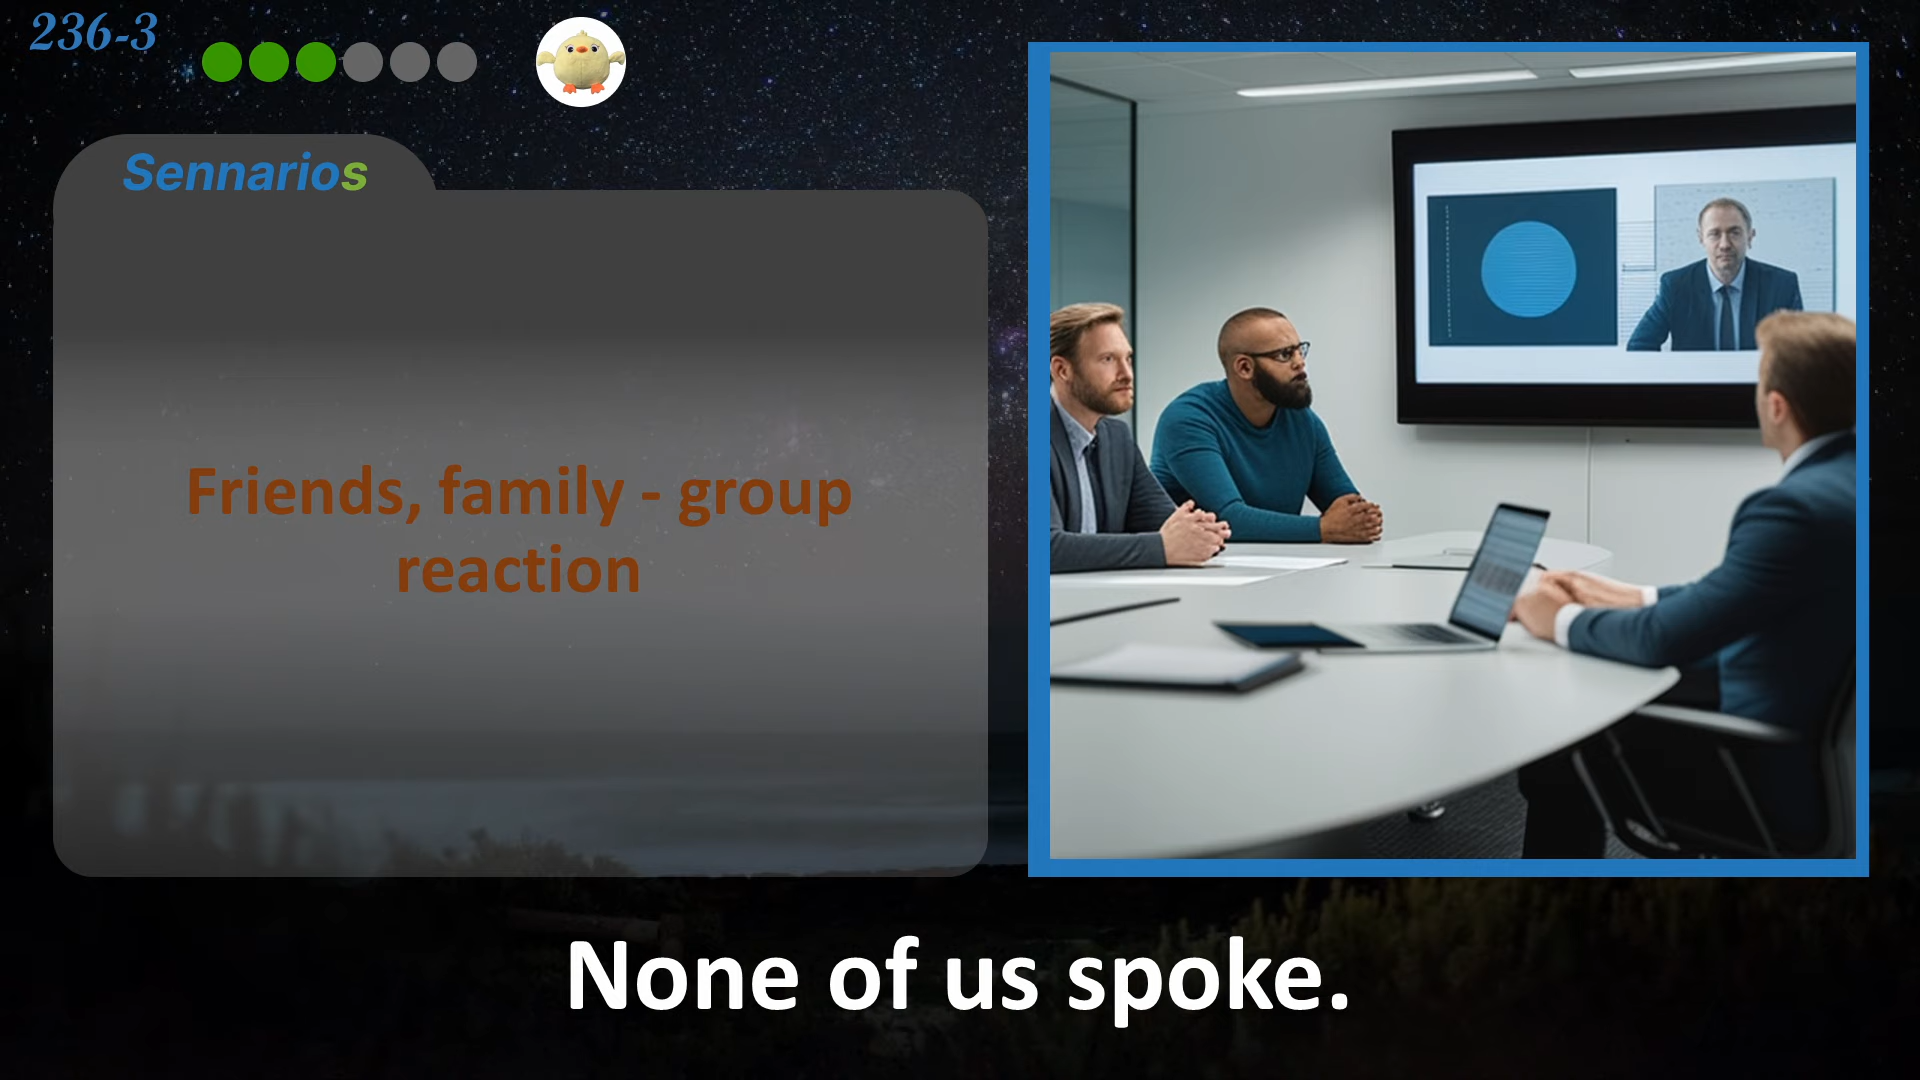 236-3
Sennarios
Friends, family - group
reaction
None of us spoke.